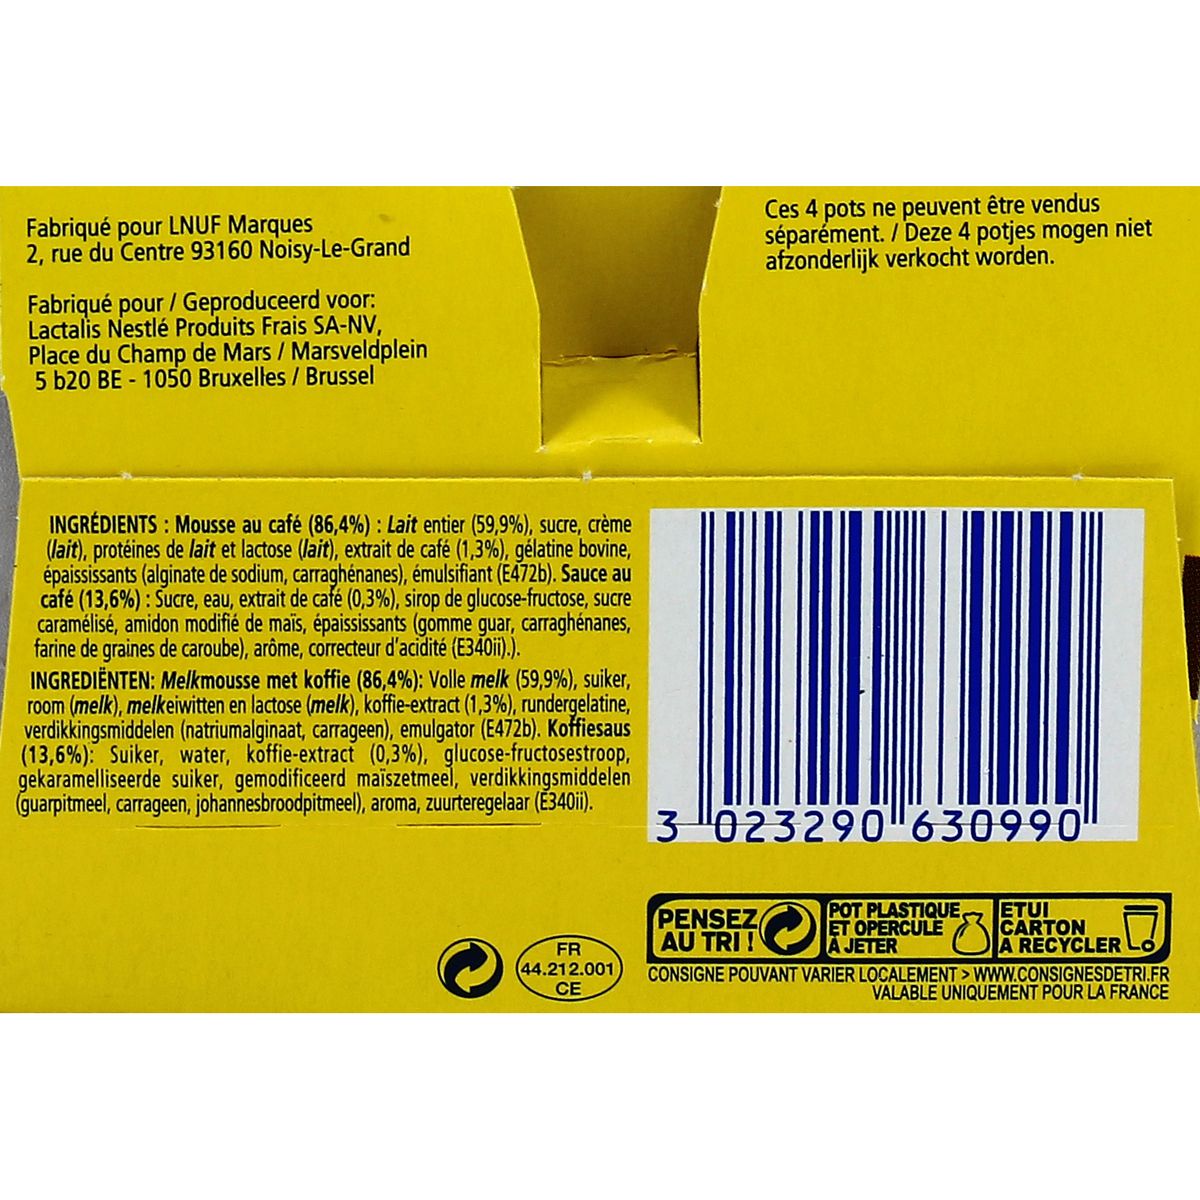 Fabriqué pour LNUF Marques
2, rue du Centre 93160 Noisy-Le-Grand
Fabriqué pour / Geproduceerd voor:
Lactalis Nestlé Produits Frais SA-NV,
Place du Champ de Mars / Marsveldplein
5 b20 BE - 1050 Bruxelles / Brussel
Ces 4 pots ne peuvent être vendus
séparément. / Deze 4 potjes mogen niet
afzonderlijk verkocht worden.
INGRÉDIENTS : Mousse au café (86,4%) : Lait entier (59,9%), sucre, crème
(lait), protéines de lait et lactose (lait), extrait de café (1,3%), gélatine bovine,
épaississants (alginate de sodium, carraghénanes), émulsifiant (E472b). Sauce au
café (13,6%) : Sucre, eau, extrait de café (0,3%), sirop de glucose-fructose, sucre
caramélisé, amidon modifié de maïs, épaississants (gomme guar, carraghénanes,
farine de graines de caroube), arôme, correcteur d'acidité (E340ii).).
INGREDIËNTEN: Melkmousse met koffie (86,4%): Volle melk (59,9%), suiker,
room (melk), melkeiwitten en lactose (melk), koffie-extract (1,3%), rundergelatine,
verdikkingsmiddelen (natriumalginaat, carrageen), emulgator (E472b). Koffiesaus
(13,6%): Suiker, water, koffie-extract (0,3%), glucose-fructosestroop,
gekaramelliseerde suiker, gemodificeerd maïszetmeel, verdikkingsmiddelen
(guarpitmeel, carrageen, johannesbroodpitmeel), aroma, zuurteregelaar (E340ii).
3 023290 630990
FR
44.212.001
CE
PENSEZ
AU TRI !
POT PLASTIQUE
ET OPERCULE
À JETER
ETUI
CARTON
À RECYCLER
CONSIGNE POUVANT VARIER LOCALEMENT > WWW.CONSIGNESDETRI.FR
VALABLE UNIQUEMENT POUR LA FRANCE